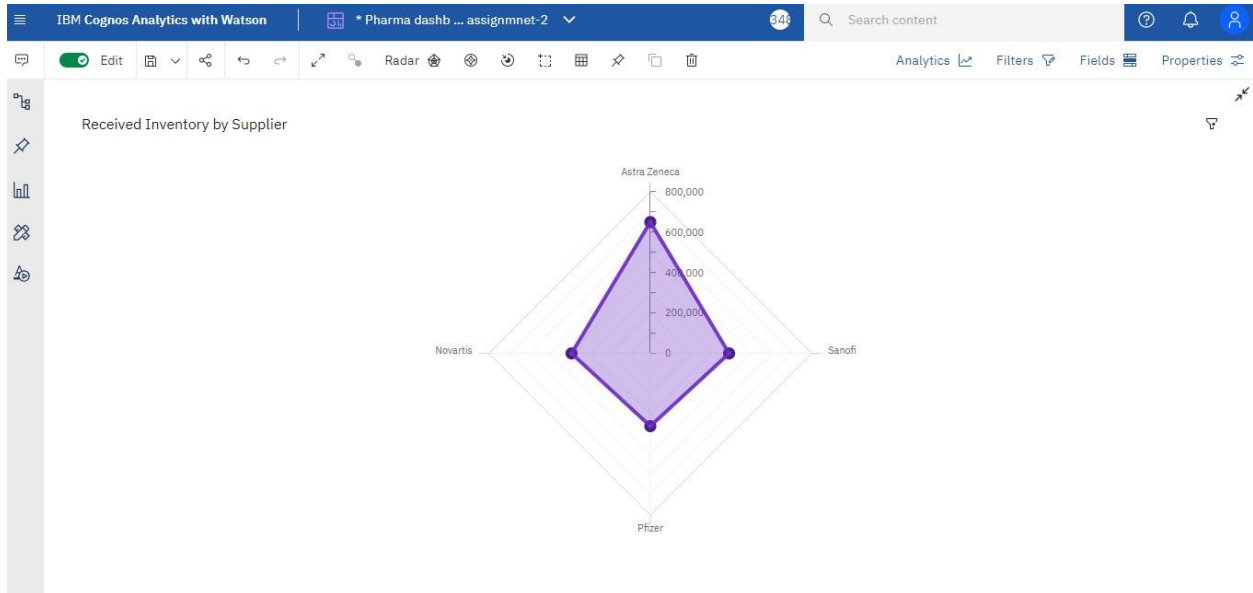 IBM Cognos Analytics with Watson
* Pharma dashb ... assignmnet-2
348
Search content
Edit
Radar
Analytics
Filters
Fields
Properties
Received Inventory by Supplier
Astra Zeneca
800,000
600,000
400,000
200,000
Novartis
0
Sanofi
Pfizer